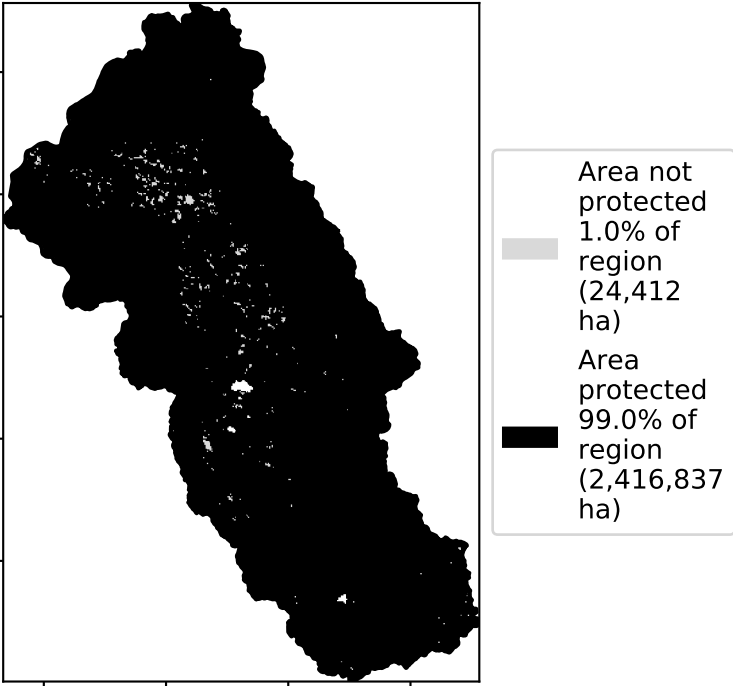 Area not
protected
1.0% of
region
(24,412
ha)
Area
protected
99.0% of
region
(2,416,837
ha)